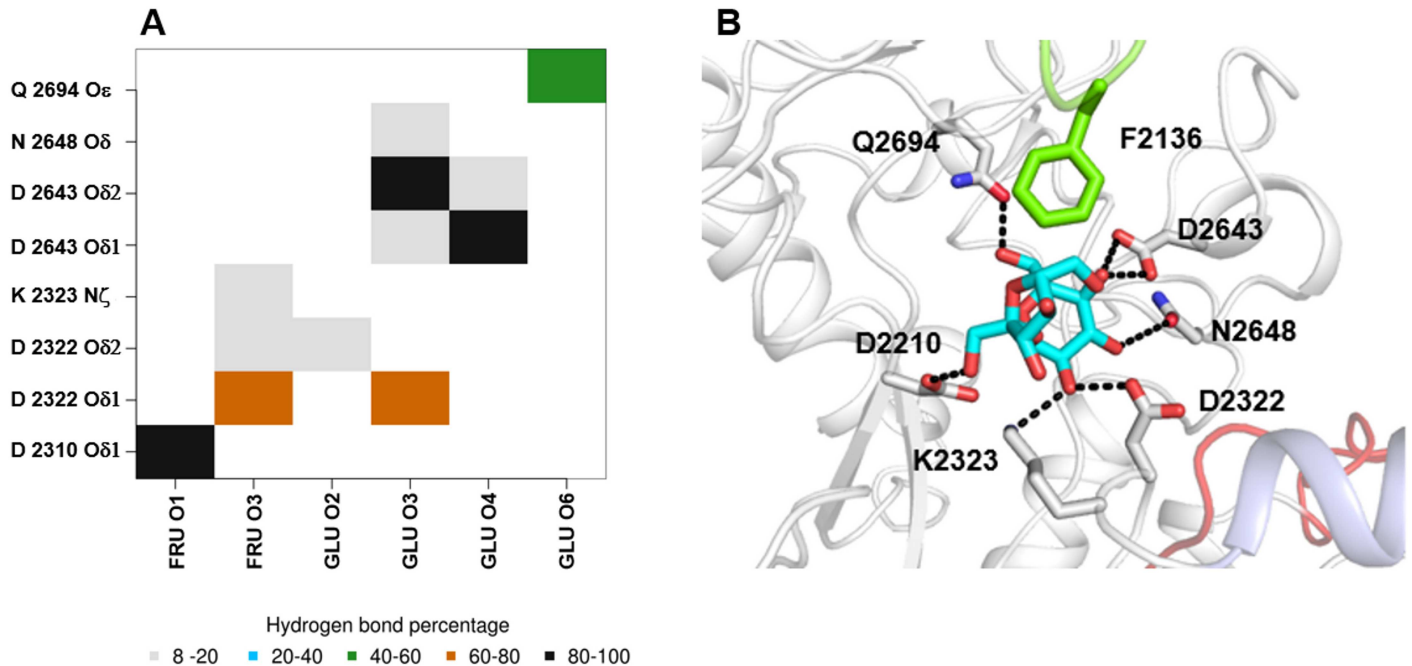 A
Q 2694 Oε
N 2648 Oδ
D 2643 Oδ2
D 2643 Oδ1
K 2323 Nζ
D 2322 Oδ2
D 2322 Oδ1
D 2310 Oδ1
FRU O1
FRU O3
GLU O2
GLU O3
GLU O4
GLU O6
Hydrogen bond percentage
8 -20
20-40
40-60
60-80
80-100
B
Q2694
F2136
D2643
N2648
D2210
D2322
K2323